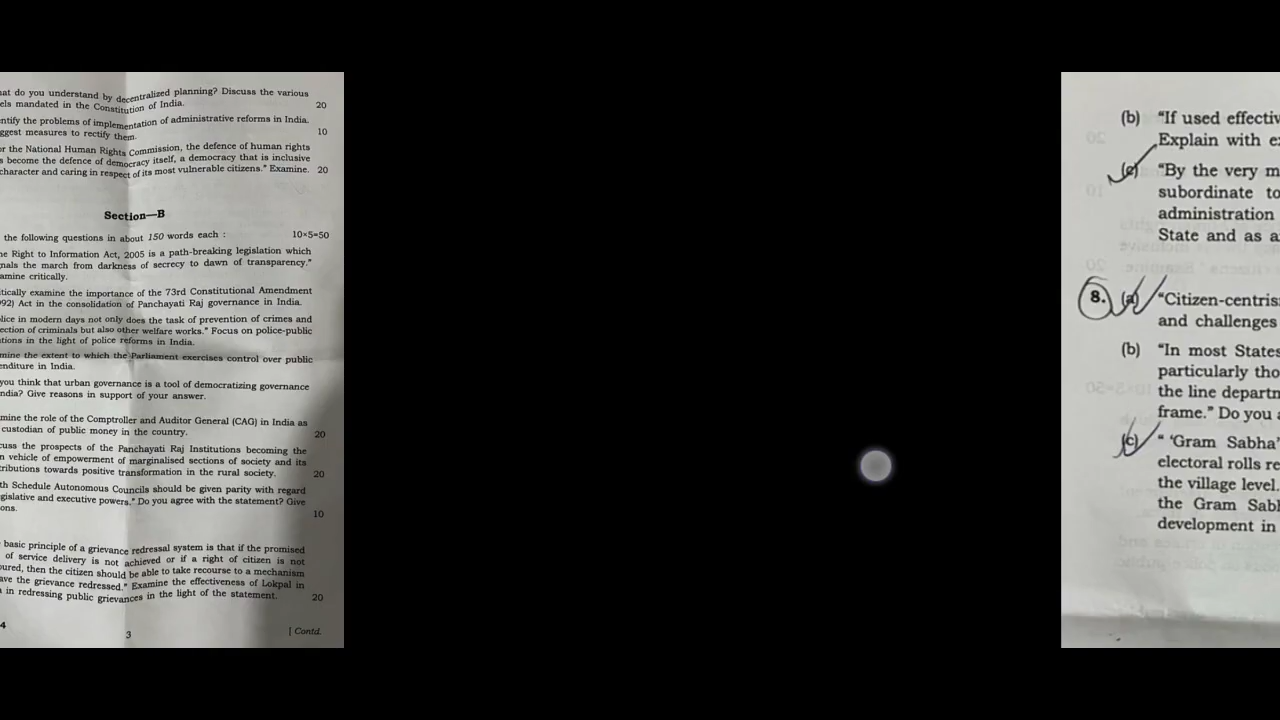 hat do you understand by decentralized planning? Discuss the various
els mandated in the Constitution of India. 20
ntify the problems of implementation of administrative reforms in India.
ggest measures to rectify them. 10
or the National Human Rights Commission, the defence of human rights
s become the defence of democracy itself, a democracy that is inclusive
character and caring in respect of its most vulnerable citizens." Examine. 20
Section—B
the following questions in about 150 words each : 10×5=50
he Right to Information Act, 2005 is a path-breaking legislation which
nals the march from darkness of secrecy to dawn of transparency."
amine critically.
itically examine the importance of the 73rd Constitutional Amendment
992) Act in the consolidation of Panchayati Raj governance in India.
olice in modern days not only does the task of prevention of crimes and
ection of criminals but also other welfare works." Focus on police-public
tions in the light of police reforms in India.
mine the extent to which the Parliament exercises control over public
enditure in India.
you think that urban governance is a tool of democratizing governance
ndia? Give reasons in support of your answer.
mine the role of the Comptroller and Auditor General (CAG) in India as
custodian of public money in the country. 20
cuss the prospects of the Panchayati Raj Institutions becoming the
n vehicle of empowerment of marginalised sections of society and its
tributions towards positive transformation in the rural society. 20
th Schedule Autonomous Councils should be given parity with regard
gislative and executive powers." Do you agree with the statement? Give
ons. 10
basic principle of a grievance redressal system is that if the promised
of service delivery is not achieved or if a right of citizen is not
oured, then the citizen should be able to take recourse to a mechanism
ave the grievance redressed." Examine the effectiveness of Lokpal in
a in redressing public grievances in the light of the statement. 20
4 3 | Contd.
(b) "If used effectiv
Explain with ex
(c) "By the very m
subordinate to
administration
State and as a
8. (a) "Citizen-centris
and challenges
(b) "In most States
particularly tho
the line departn
frame." Do you a
(c) " 'Gram Sabha'
electoral rolls re
the village level.
the Gram Sabh
development in